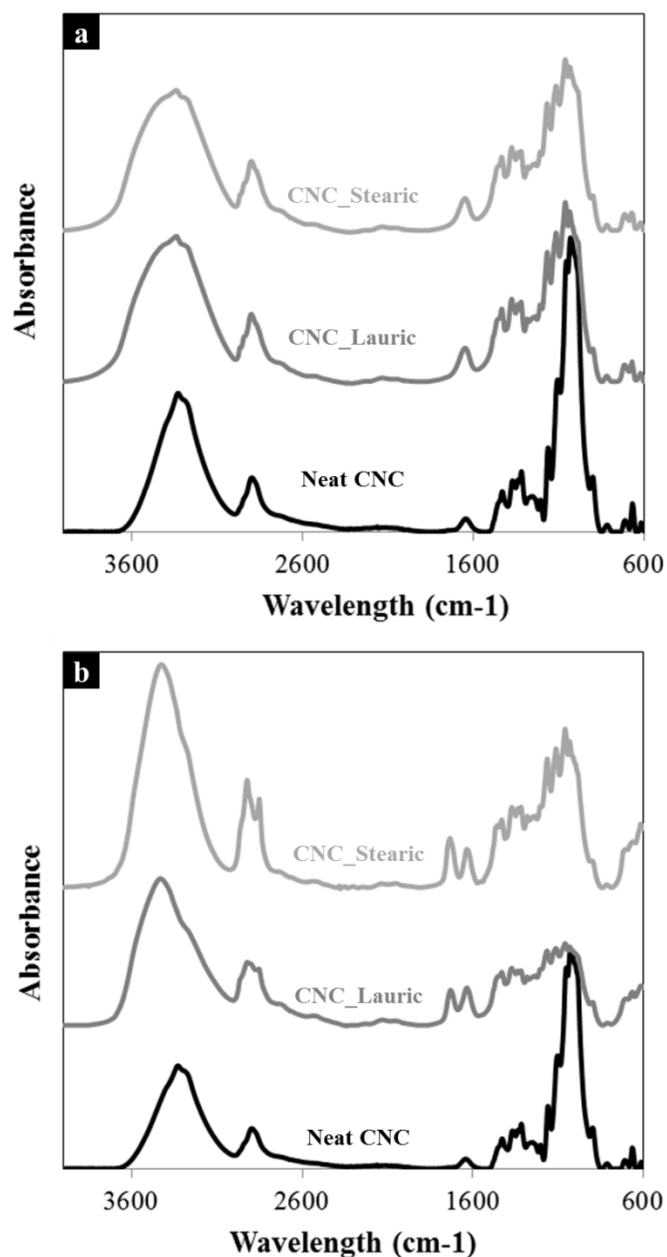 a
CNC_Stearic
CNC_Lauric
Neat CNC
Absorbance
3600 2600 1600 600
Wavelength (cm-1)
b
CNC_Stearic
CNC_Lauric
Neat CNC
Absorbance
3600 2600 1600 600
Wavelength (cm-1)